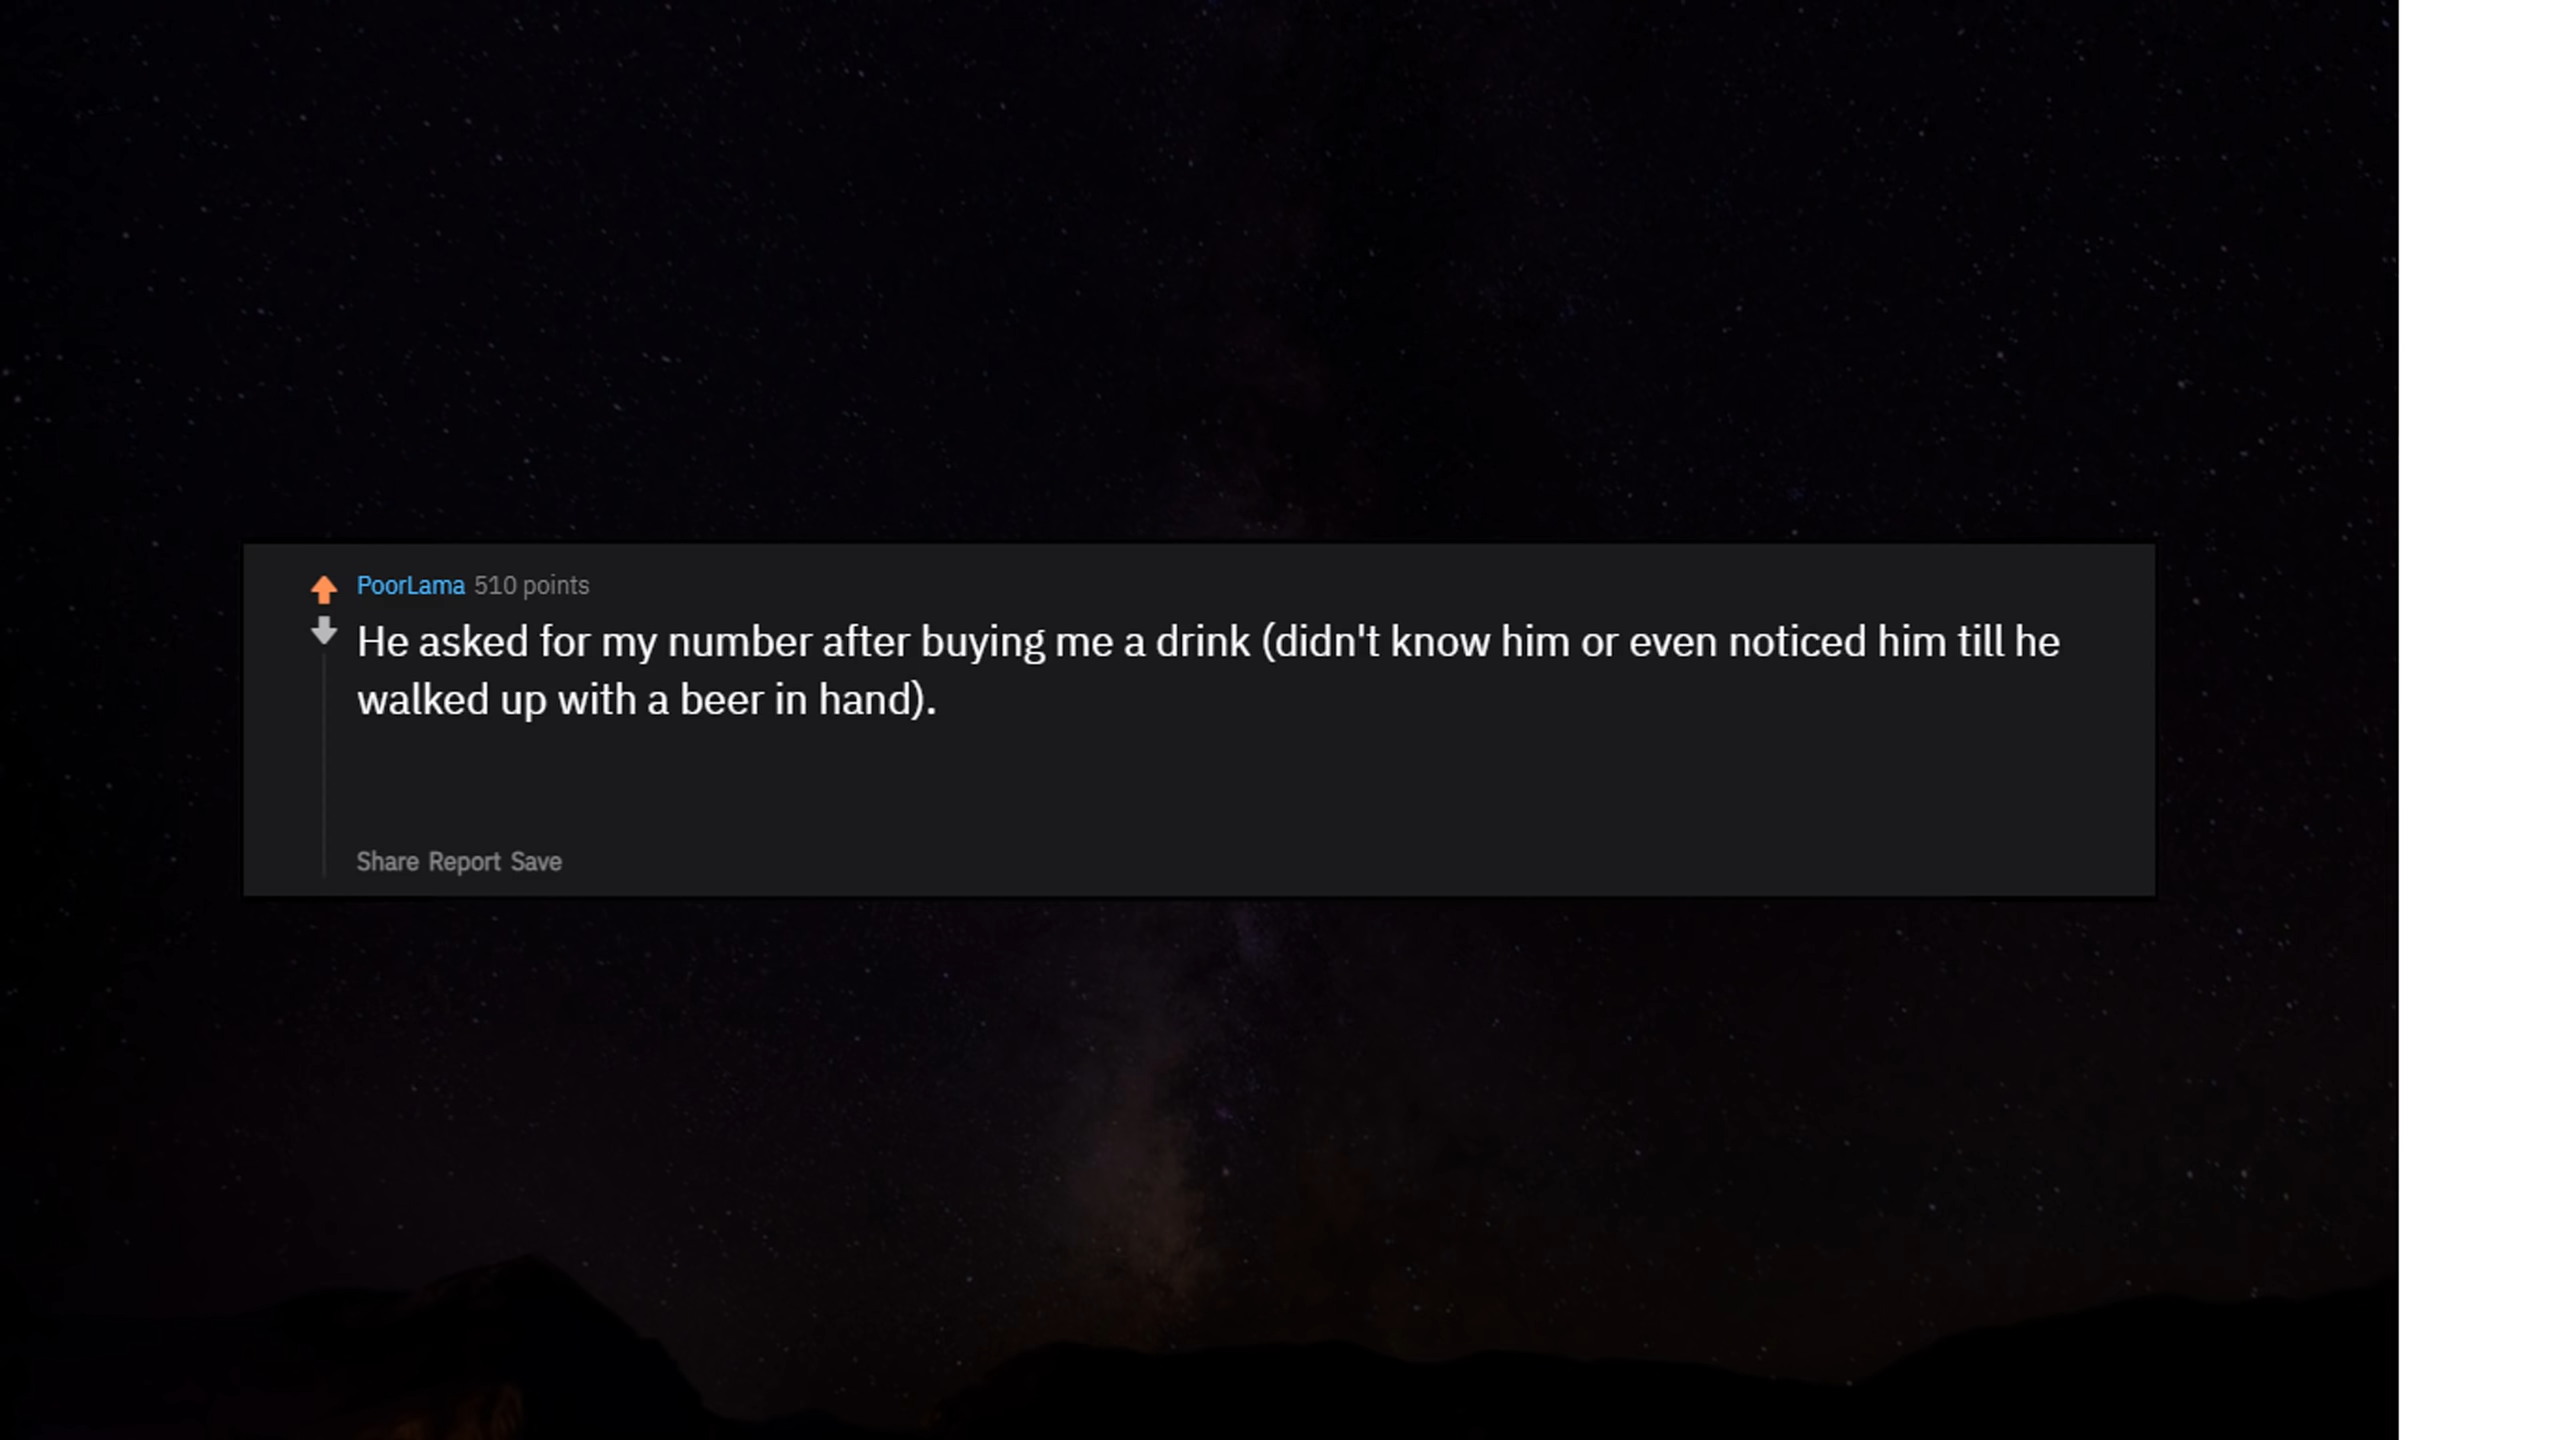 PoorLama 510 points
He asked for my number after buying me a drink (didn't know him or even noticed him till he
walked up with a beer in hand).
Share Report Save